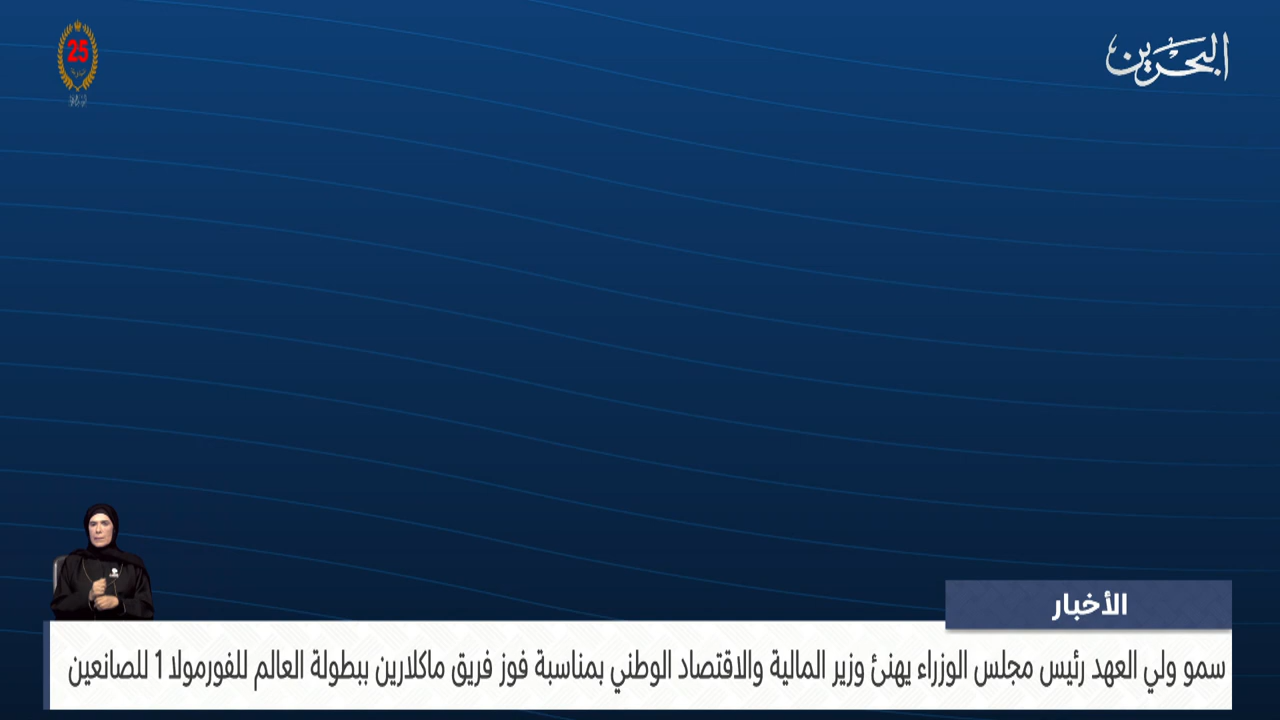 البحرين
25
الأخبار
سمو ولي العهد رئيس مجلس الوزراء يهنئ وزير المالية والاقتصاد الوطني بمناسبة فوز فريق ماكلارين ببطولة العالم للفورمولا 1 للصانعين